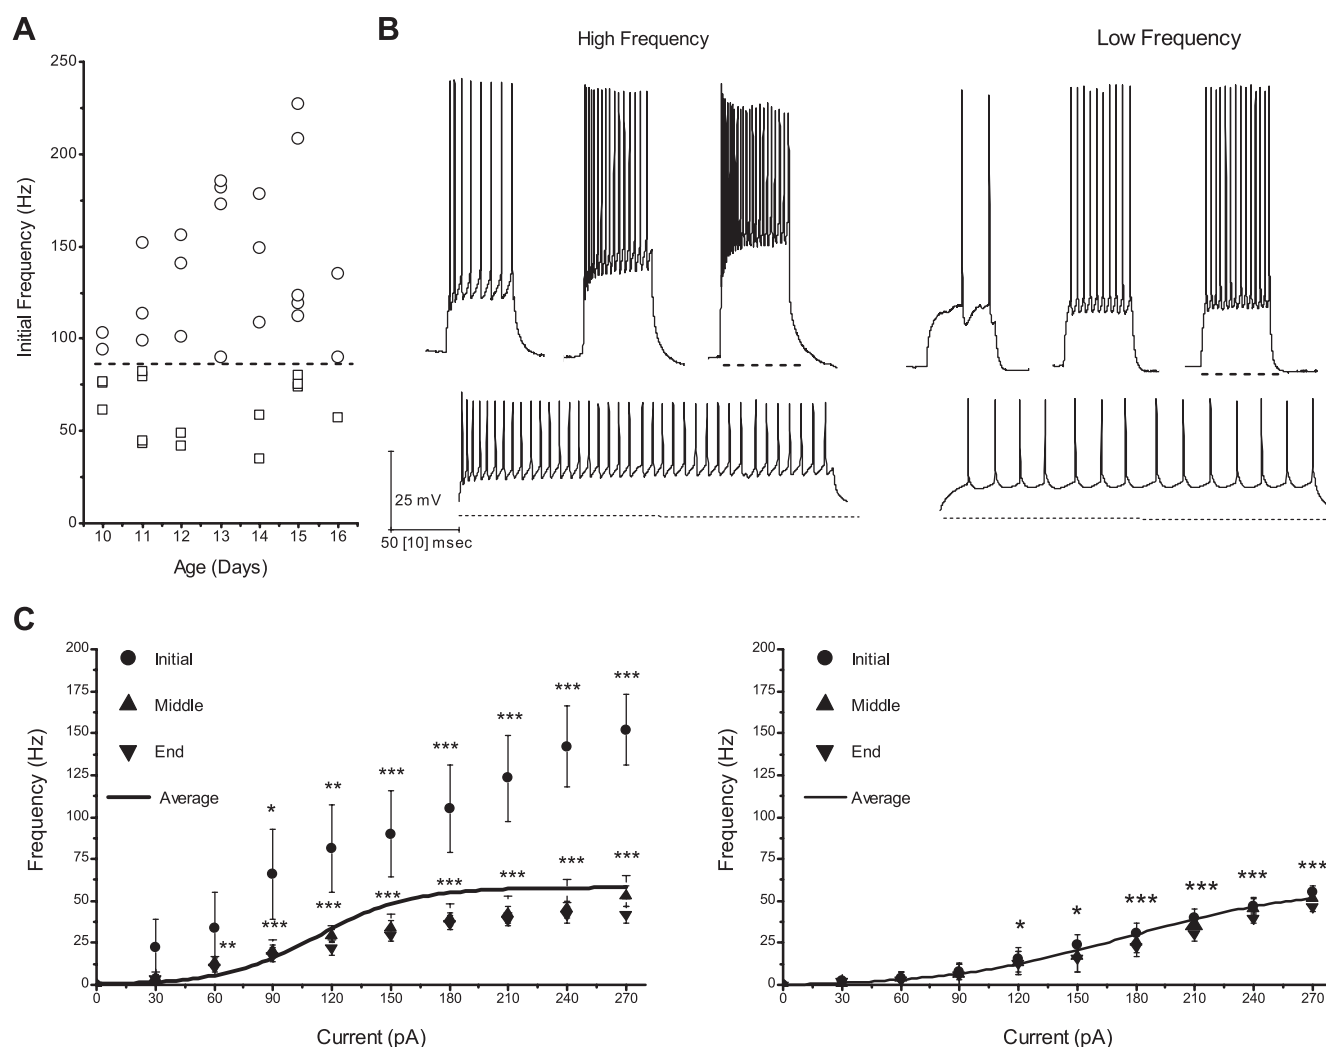 A
B
High Frequency
Low Frequency
250
200
150
100
50
0
Initial Frequency (Hz)
10 11 12 13 14 15 16
Age (Days)
25 mV
50 [10] msec
C
200
175
150
125
100
75
50
25
0
Frequency (Hz)
Initial
Middle
End
Average
* ** *** *** *** *** ***
** *** *** *** *** *** *** ***
0 30 60 90 120 150 180 210 240 270
Current (pA)
200
175
150
125
100
75
50
25
0
Frequency (Hz)
Initial
Middle
End
Average
* * *** *** *** ***
0 30 60 90 120 150 180 210 240 270
Current (pA)